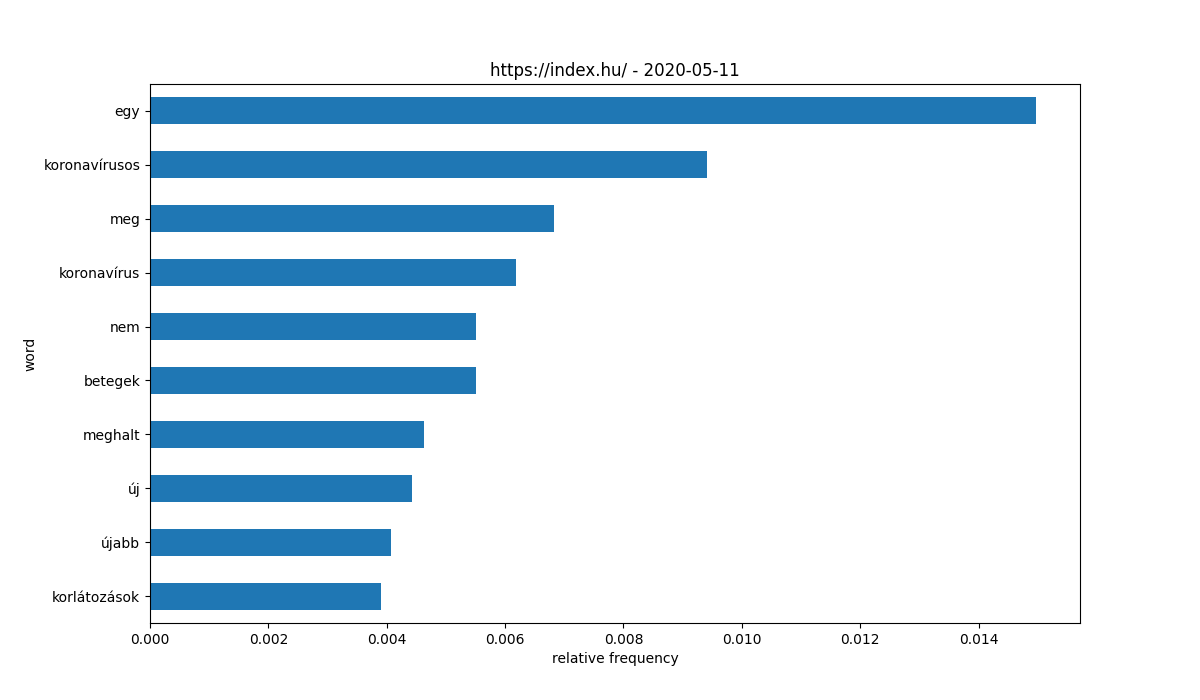 https://index.hu/ - 2020-05-11
egy
koronavírusos
meg
koronavírus
nem
betegek
meghalt
új
újabb
korlátozások
word
0.000 0.002 0.004 0.006 0.008 0.010 0.012 0.014
relative frequency